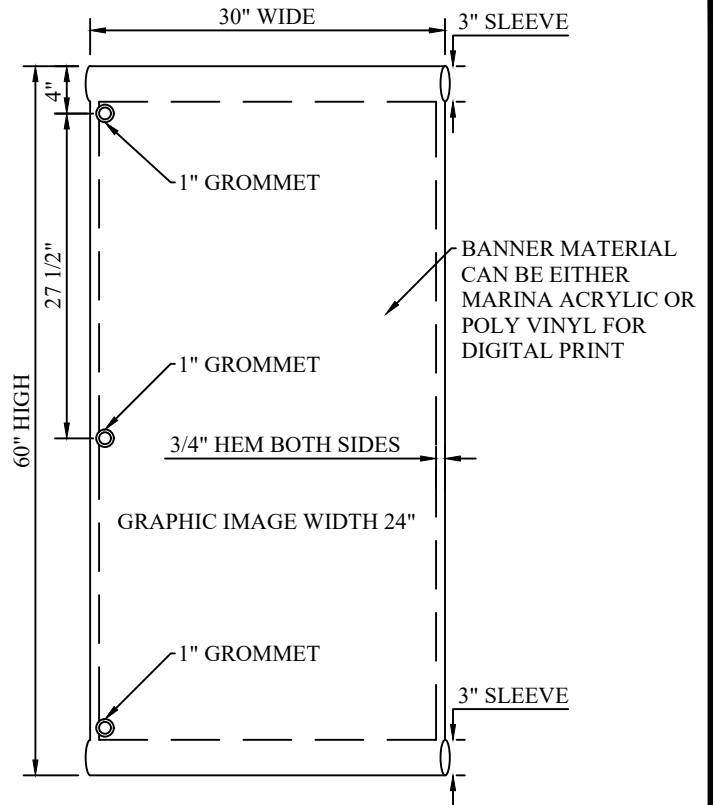 30" WIDE
3" SLEEVE
4"
1" GROMMET
27 1/2"
BANNER MATERIAL
CAN BE EITHER
MARINA ACRYLIC OR
POLY VINYL FOR
DIGITAL PRINT
1" GROMMET
60" HIGH
3/4" HEM BOTH SIDES
GRAPHIC IMAGE WIDTH 24"
1" GROMMET
3" SLEEVE